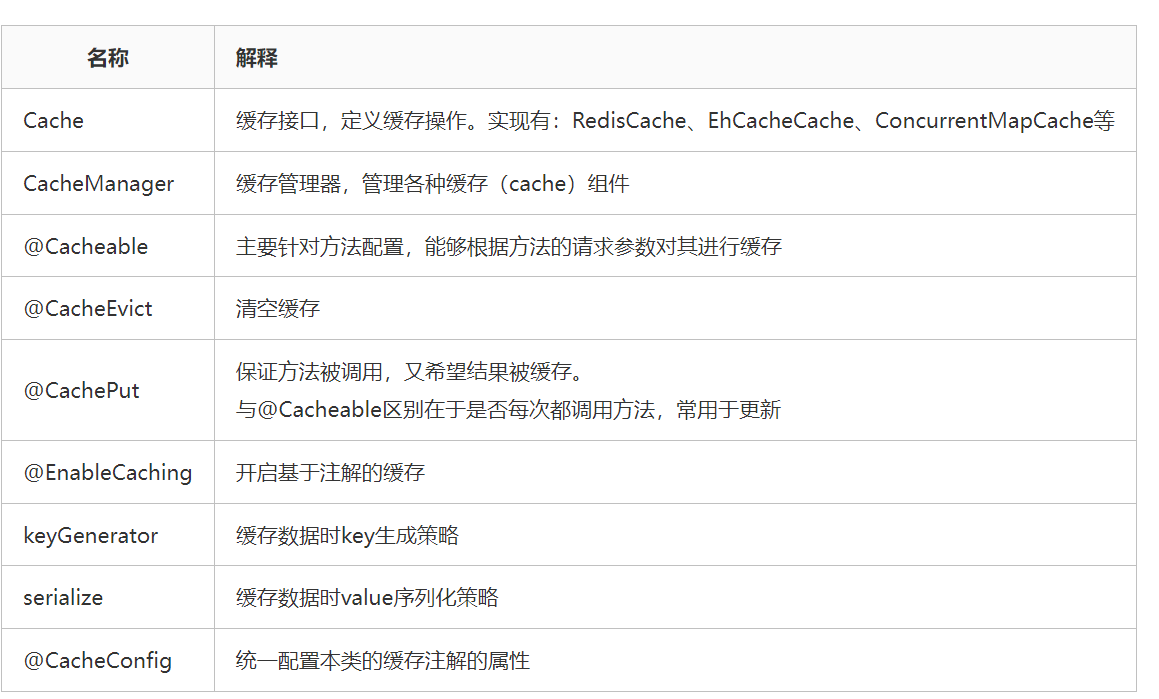 名称 解释
Cache 缓存接口，定义缓存操作。实现有：RedisCache、EhCacheCache、ConcurrentMapCache等
CacheManager 缓存管理器，管理各种缓存（cache）组件
@Cacheable 主要针对方法配置，能够根据方法的请求参数对其进行缓存
@CacheEvict 清空缓存
@CachePut 保证方法被调用，又希望结果被缓存。
与@Cacheable区别在于是否每次都调用方法，常用于更新
@EnableCaching 开启基于注解的缓存
keyGenerator 缓存数据时key生成策略
serialize 缓存数据时value序列化策略
@CacheConfig 统一配置本类的缓存注解的属性